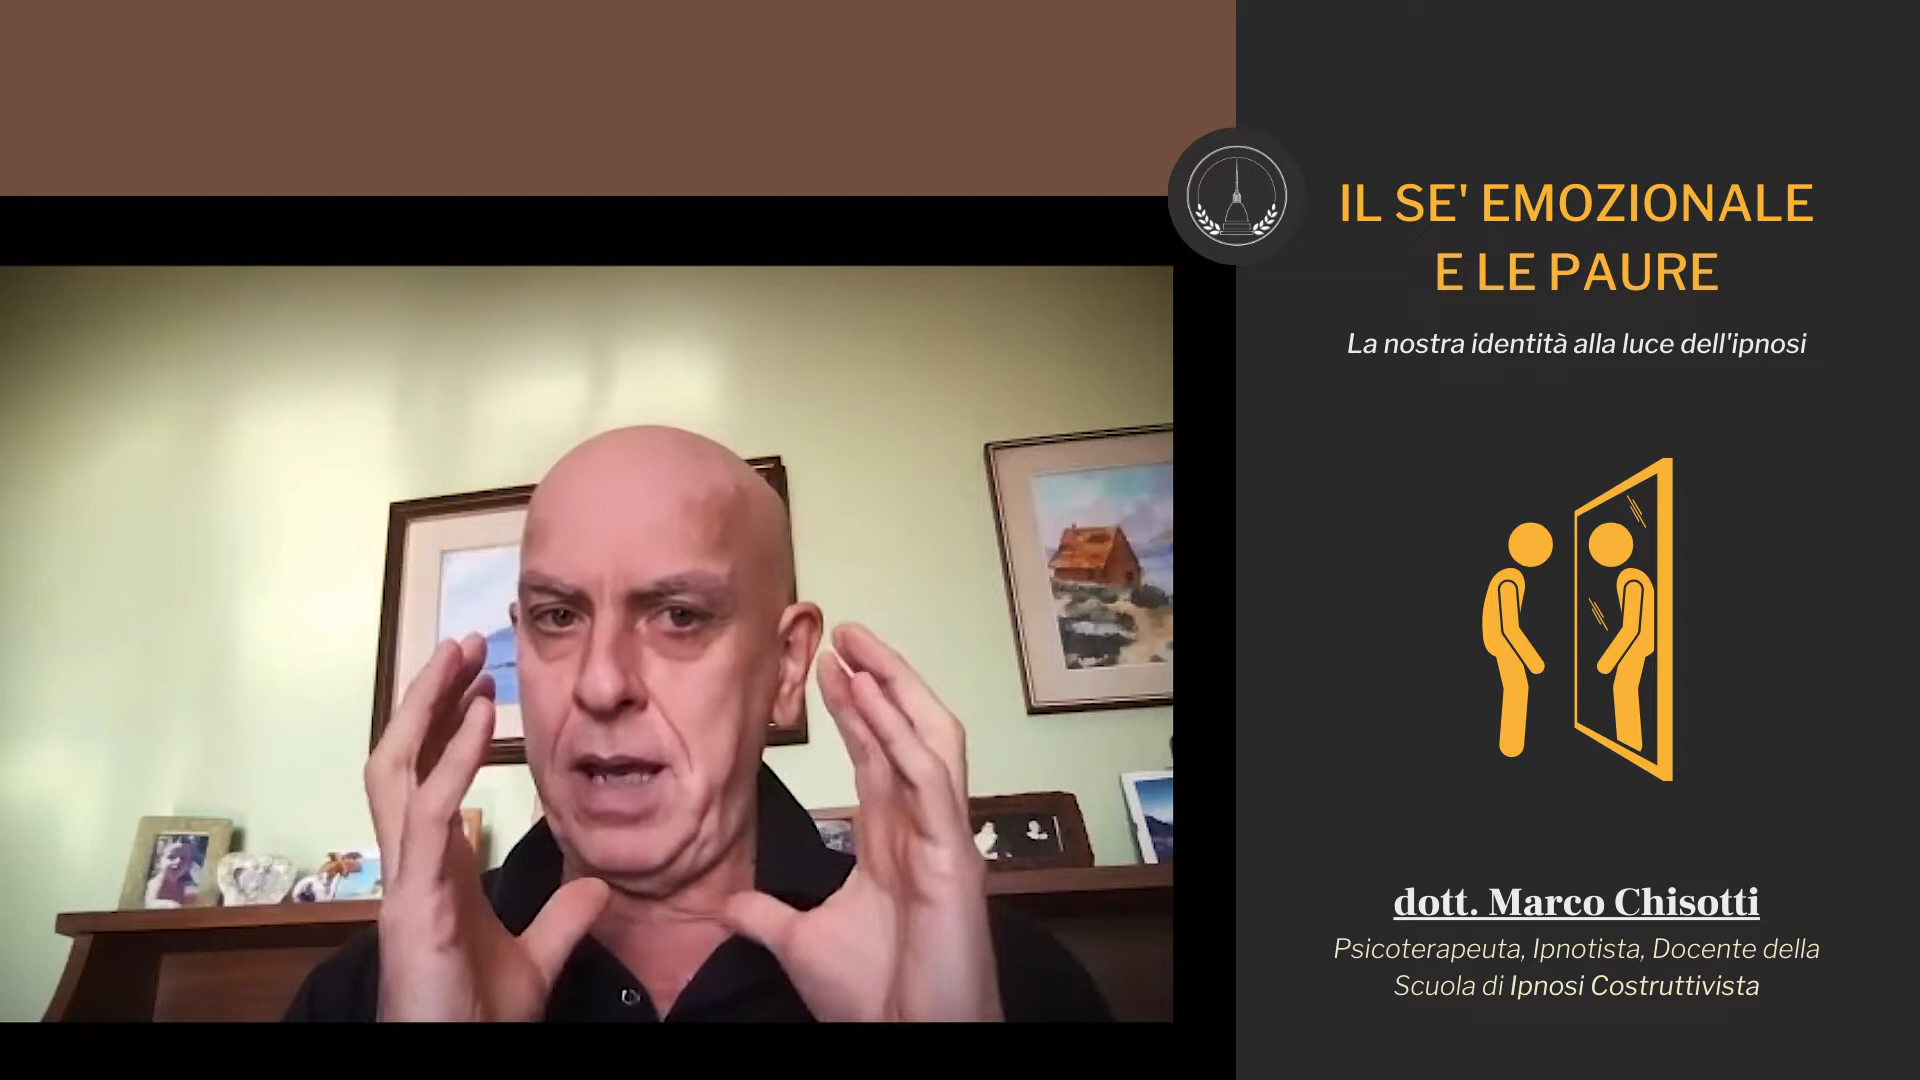 IL SE' EMOZIONALE
E LE PAURE
La nostra identità alla luce dell'ipnosi
dott. Marco Chisotti
Psicoterapeuta, Ipnotista, Docente della
Scuola di Ipnosi Costruttivista